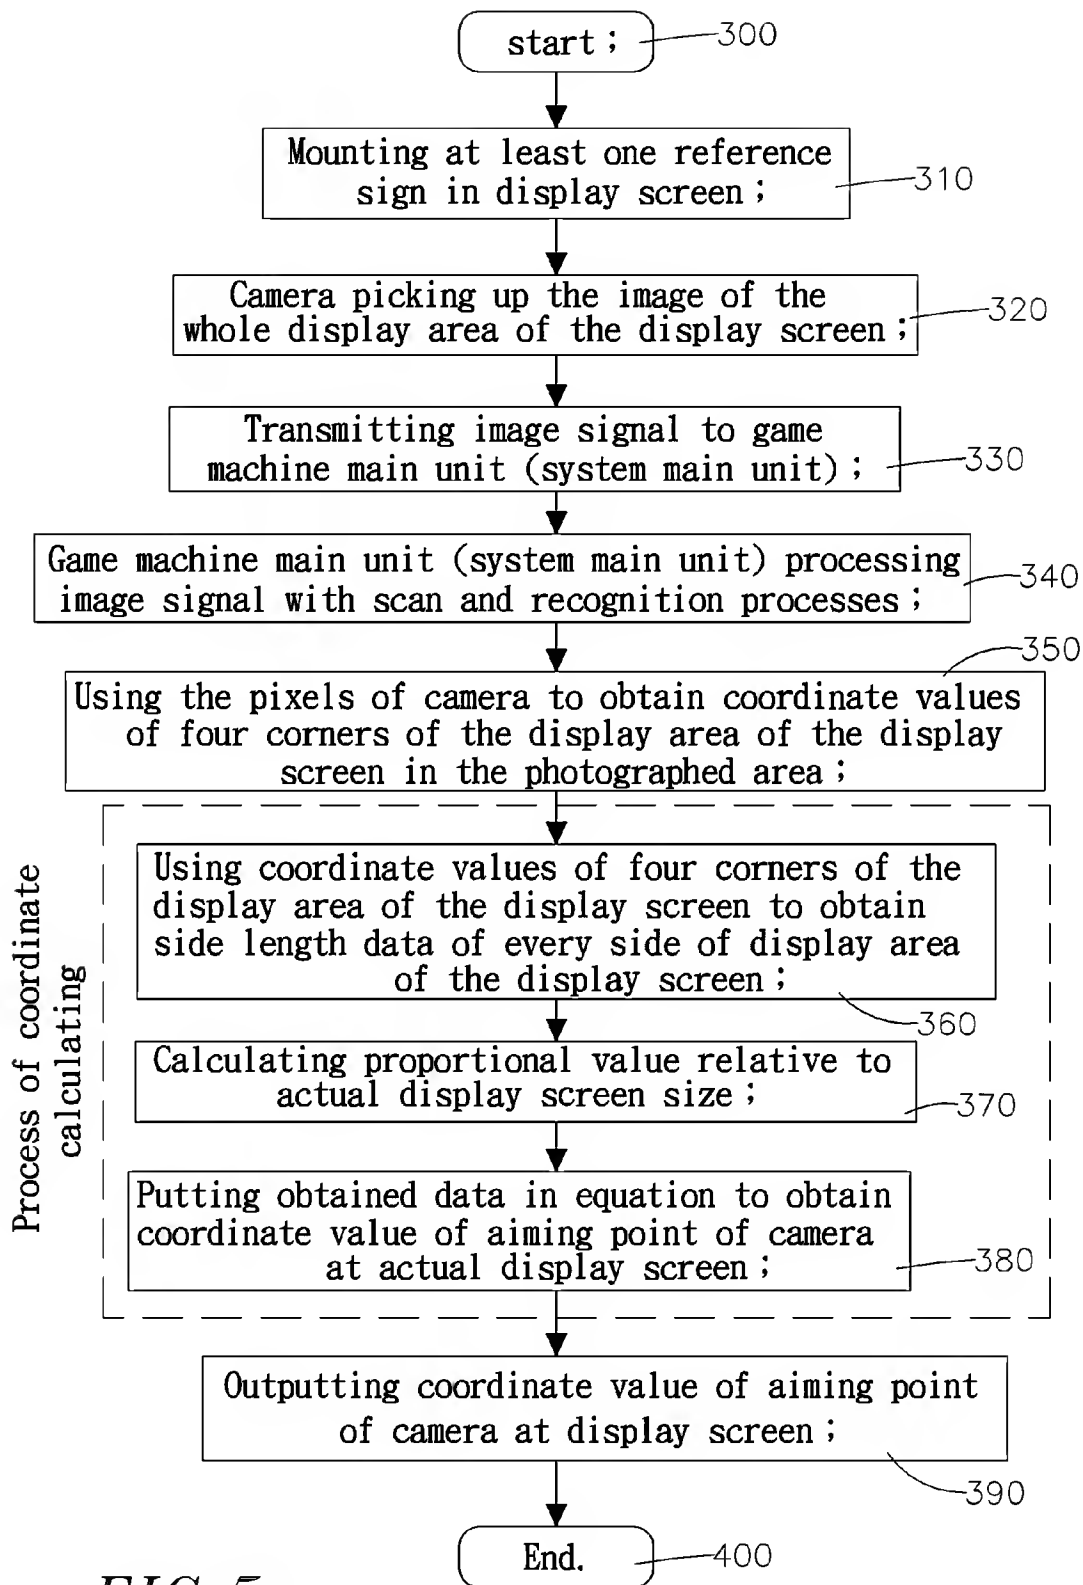 start ;
300
Mounting at least one reference
sign in display screen ;
310
Camera picking up the image of the
whole display area of the display screen ;
320
Transmitting image signal to game
machine main unit (system main unit) ;
330
Game machine main unit (system main unit) processing
image signal with scan and recognition processes ;
340
350
Using the pixels of camera to obtain coordinate values
of four corners of the display area of the display
screen in the photographed area ;
Process of coordinate
calculating
Using coordinate values of four corners of the
display area of the display screen to obtain
side length data of every side of display area
of the display screen ;
360
Calculating proportional value relative to
actual display screen size ;
370
Putting obtained data in equation to obtain
coordinate value of aiming point of camera
at actual display screen ;
380
Outputting coordinate value of aiming point
of camera at display screen ;
390
End.
400
FIG 5